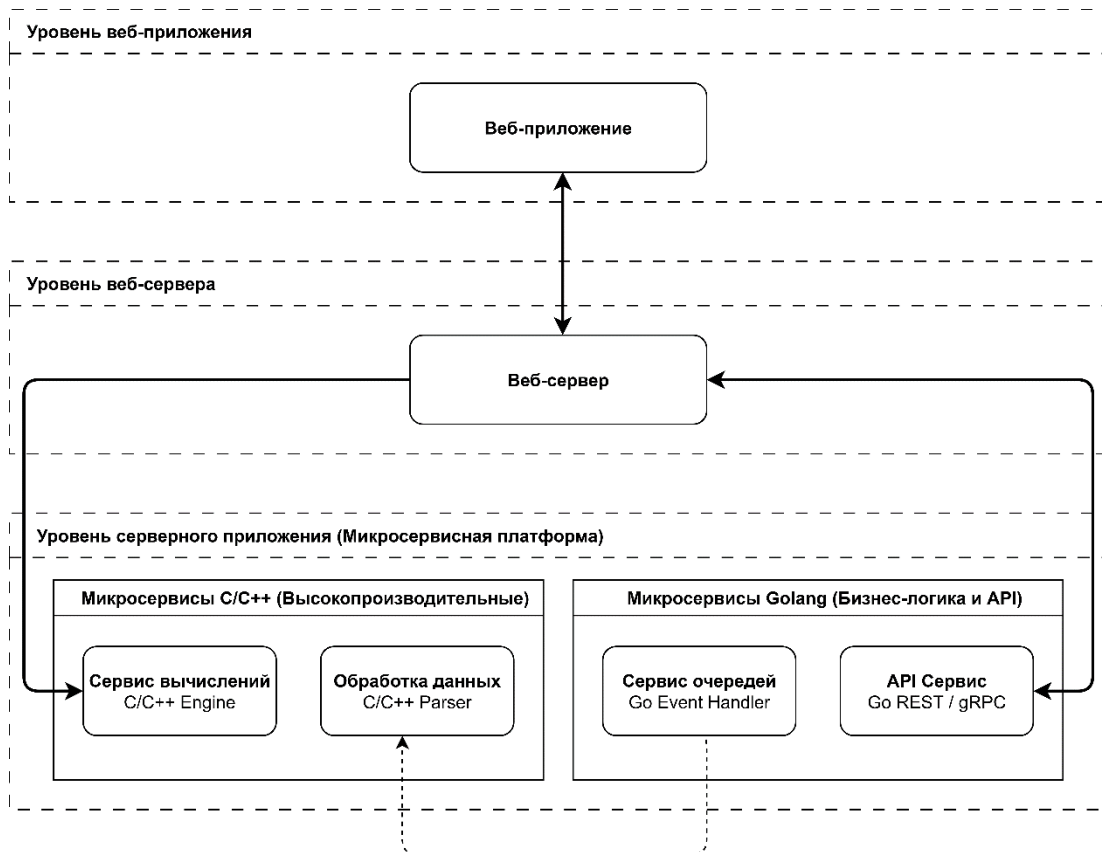 Уровень веб-приложения
Веб-приложение
Уровень веб-сервера
Веб-сервер
Уровень серверного приложения (Микросервисная платформа)
Микросервисы C/C++ (Высокопроизводительные)
Микросервисы Golang (Бизнес-логика и API)
Сервис вычислений
C/C++ Engine
Обработка данных
C/C++ Parser
Сервис очередей
Go Event Handler
API Сервис
Go REST / gRPC